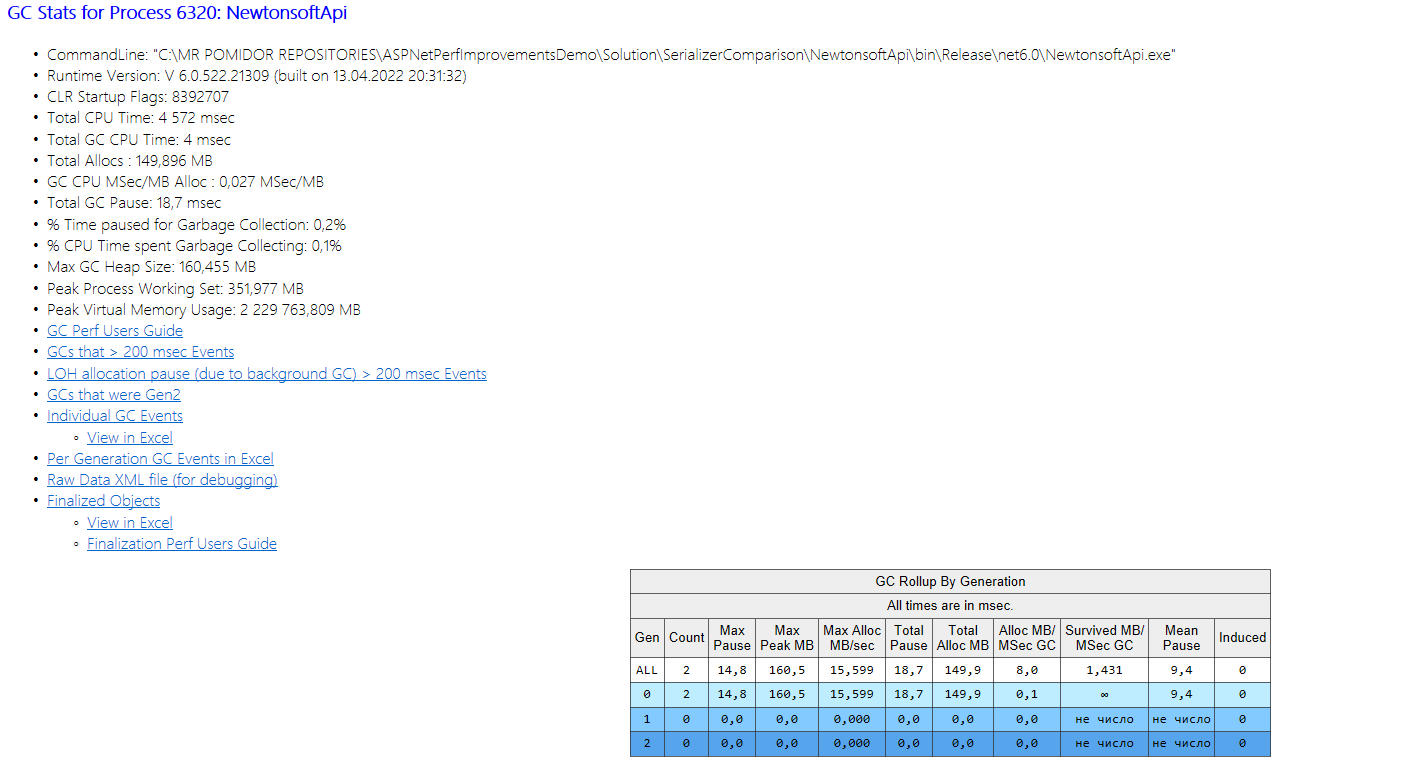 GC Stats for Process 6320: NewtonsoftApi
• CommandLine: "C:\MR POMIDOR REPOSITORIES\ASPNetPerfImprovementsDemo\Solution\SerializerComparison\NewtonsoftApi\bin\Release\net6.0\NewtonsoftApi.exe"
• Runtime Version: V 6.0.522.21309 (built on 13.04.2022 20:31:32)
• CLR Startup Flags: 8392707
• Total CPU Time: 4 572 msec
• Total GC CPU Time: 4 msec
• Total Allocs : 149,896 MB
• GC CPU MSec/MB Alloc : 0,027 MSec/MB
• Total GC Pause: 18,7 msec
• % Time paused for Garbage Collection: 0,2%
• % CPU Time spent Garbage Collecting: 0,1%
• Max GC Heap Size: 160,455 MB
• Peak Process Working Set: 351,977 MB
• Peak Virtual Memory Usage: 2 229 763,809 MB
• GC Perf Users Guide
• GCs that > 200 msec Events
• LOH allocation pause (due to background GC) > 200 msec Events
• GCs that were Gen2
• Individual GC Events
◦ View in Excel
• Per Generation GC Events in Excel
• Raw Data XML file (for debugging)
• Finalized Objects
◦ View in Excel
◦ Finalization Perf Users Guide
GC Rollup By Generation
All times are in msec.
Gen Count Max Pause Max Peak MB Max Alloc MB/sec Total Pause Total Alloc MB Alloc MB/ MSec GC Survived MB/ MSec GC Mean Pause Induced
ALL 2 14,8 160,5 15,599 18,7 149,9 8,0 1,431 9,4 0
0 2 14,8 160,5 15,599 18,7 149,9 0,1 ∞ 9,4 0
1 0 0,0 0,0 0,000 0,0 0,0 0,0 не число не число 0
2 0 0,0 0,0 0,000 0,0 0,0 0,0 не число не число 0